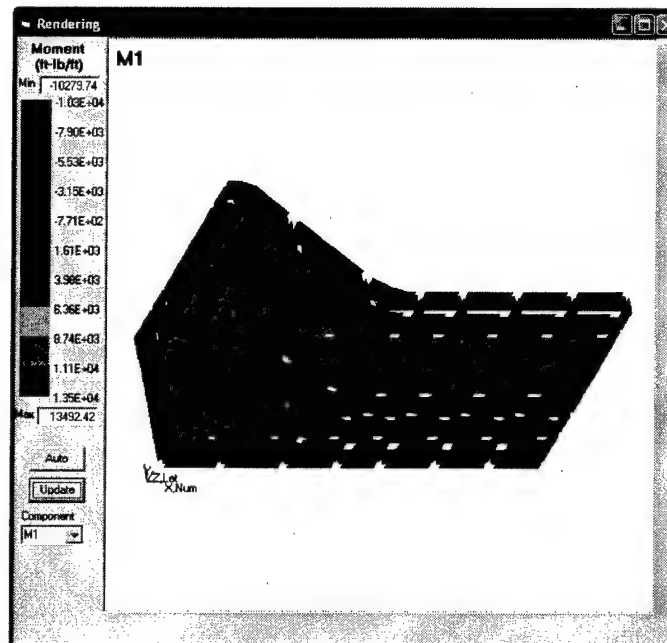 Rendering
Moment
(ft-lb/ft)
M1
Min -10279.74
-1.03E+04
-7.90E+03
-5.53E+03
-3.15E+03
-7.71E+02
1.61E+03
3.98E+03
6.36E+03
8.74E+03
1.11E+04
1.35E+04
Max 13492.42
Auto
Update
Component
M1
X,Num